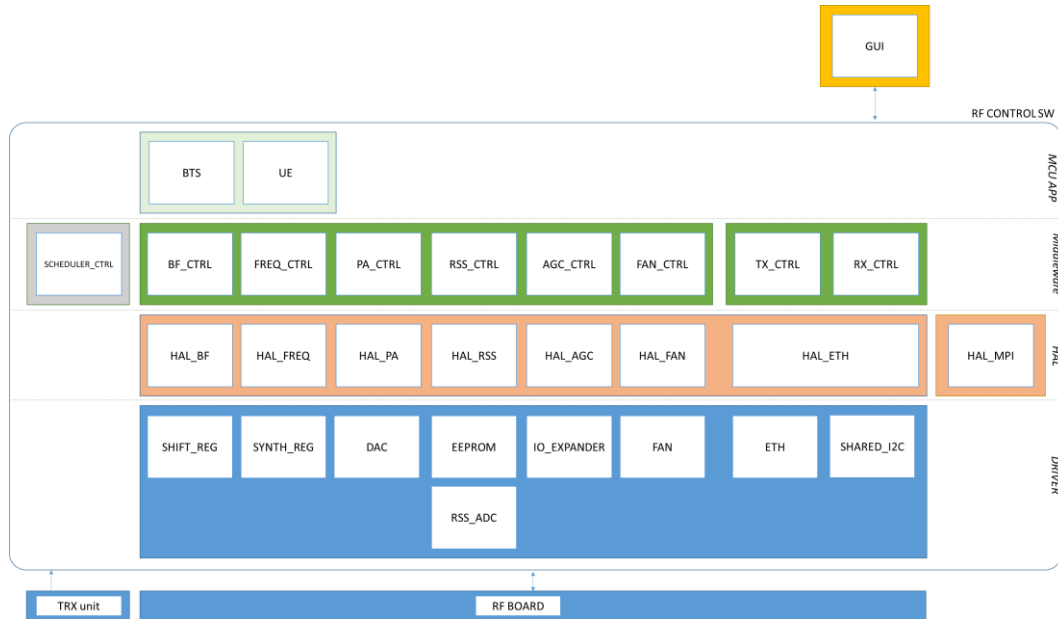 GUI
RF CONTROL SW
BTS UE
MCU APP
SCHEDULER_CTRL BF_CTRL FREQ_CTRL PA_CTRL RSS_CTRL AGC_CTRL FAN_CTRL TX_CTRL RX_CTRL
Middleware
HAL_BF HAL_FREQ HAL_PA HAL_RSS HAL_AGC HAL_FAN HAL_ETH HAL_MPI
HAL
SHIFT_REG SYNTH_REG DAC EEPROM IO_EXPANDER FAN ETH SHARED_I2C
DRIVER
RSS_ADC
TRX unit RF BOARD